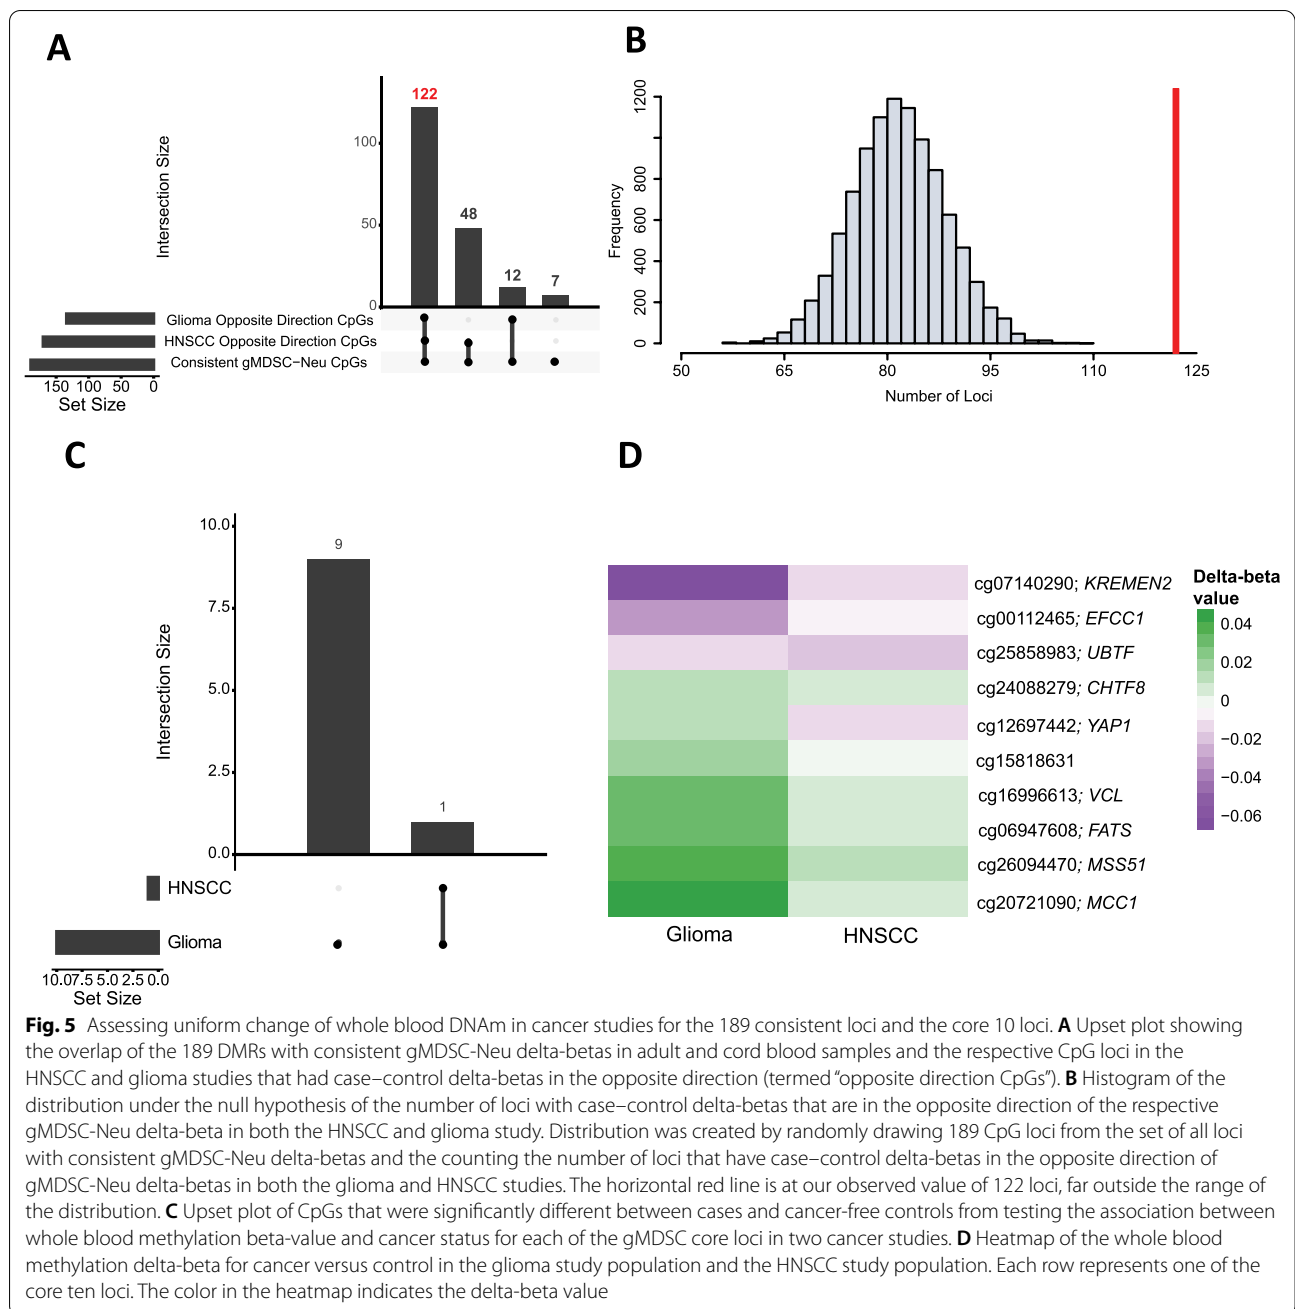 A
B
Intersection Size
122
48
12
7
100
50
0
Glioma Opposite Direction CpGs
HNSCC Opposite Direction CpGs
Consistent gMDSC−Neu CpGs
150 100 50 0
Set Size
Frequency
1200
800
600
400
200
0
50 65 80 95 110 125
Number of Loci
C
D
Intersection Size
10.0
7.5
5.0
2.5
0.0
9
1
HNSCC
Glioma
10.07.5 5.0 2.5 0.0
Set Size
cg07140290; KREMEN2
cg00112465; EFCC1
cg25858983; UBTF
cg24088279; CHTF8
cg12697442; YAP1
cg15818631
cg16996613; VCL
cg06947608; FATS
cg26094470; MSS51
cg20721090; MCC1
Glioma HNSCC
Delta-beta
value
0.04
0.02
0
−0.02
−0.04
−0.06
Fig. 5 Assessing uniform change of whole blood DNAm in cancer studies for the 189 consistent loci and the core 10 loci. A Upset plot showing
the overlap of the 189 DMRs with consistent gMDSC-Neu delta-betas in adult and cord blood samples and the respective CpG loci in the
HNSCC and glioma studies that had case–control delta-betas in the opposite direction (termed “opposite direction CpGs”). B Histogram of the
distribution under the null hypothesis of the number of loci with case–control delta-betas that are in the opposite direction of the respective
gMDSC-Neu delta-beta in both the HNSCC and glioma study. Distribution was created by randomly drawing 189 CpG loci from the set of all loci
with consistent gMDSC-Neu delta-betas and the counting the number of loci that have case–control delta-betas in the opposite direction of
gMDSC-Neu delta-betas in both the glioma and HNSCC studies. The horizontal red line is at our observed value of 122 loci, far outside the range of
the distribution. C Upset plot of CpGs that were significantly different between cases and cancer-free controls from testing the association between
whole blood methylation beta-value and cancer status for each of the gMDSC core loci in two cancer studies. D Heatmap of the whole blood
methylation delta-beta for cancer versus control in the glioma study population and the HNSCC study population. Each row represents one of the
core ten loci. The color in the heatmap indicates the delta-beta value